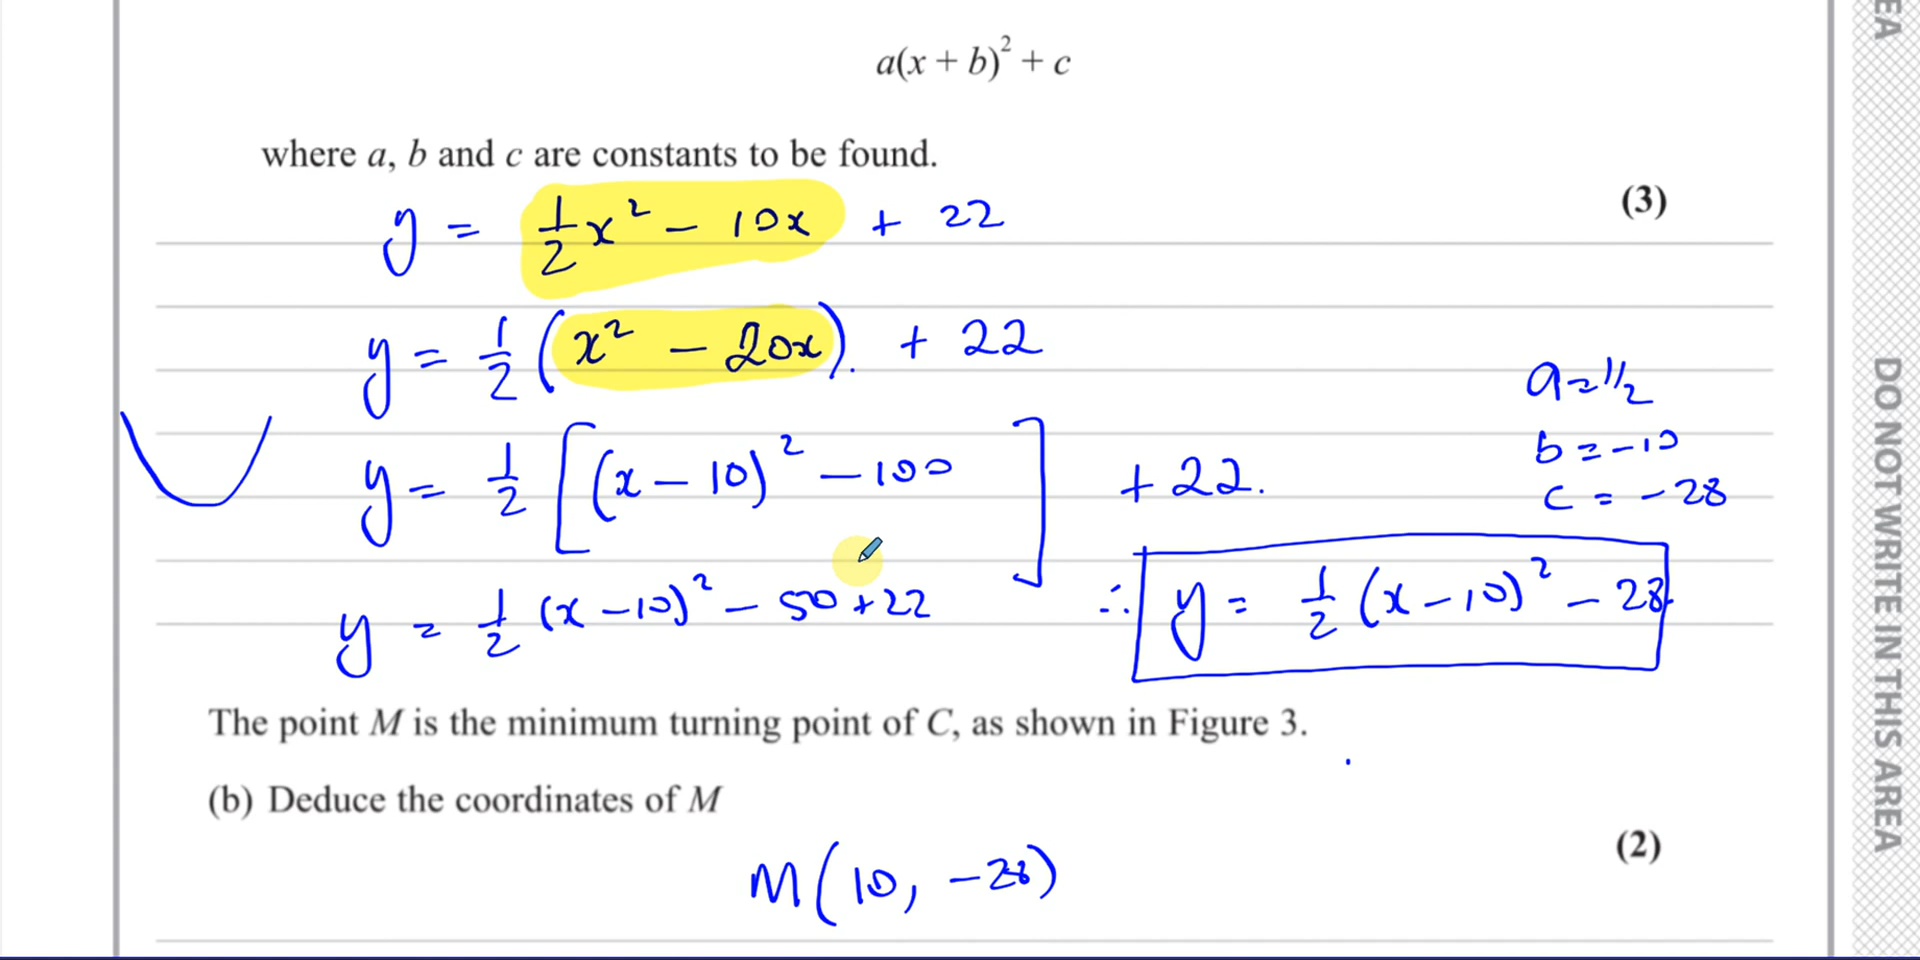 a(x + b)² + c
where a, b and c are constants to be found.
(3)
y = ½x² − 10x + 22
y = ½(x² − 20x). + 22
a = 1/2
b = −10
y = ½[(x − 10)² − 100] + 22.
c = −28
y = ½(x − 10)² − 50 + 22
∴ y = ½(x − 10)² − 28
The point M is the minimum turning point of C, as shown in Figure 3.
(b) Deduce the coordinates of M
(2)
M(10, −28)
EA
DO NOT WRITE IN THIS AREA